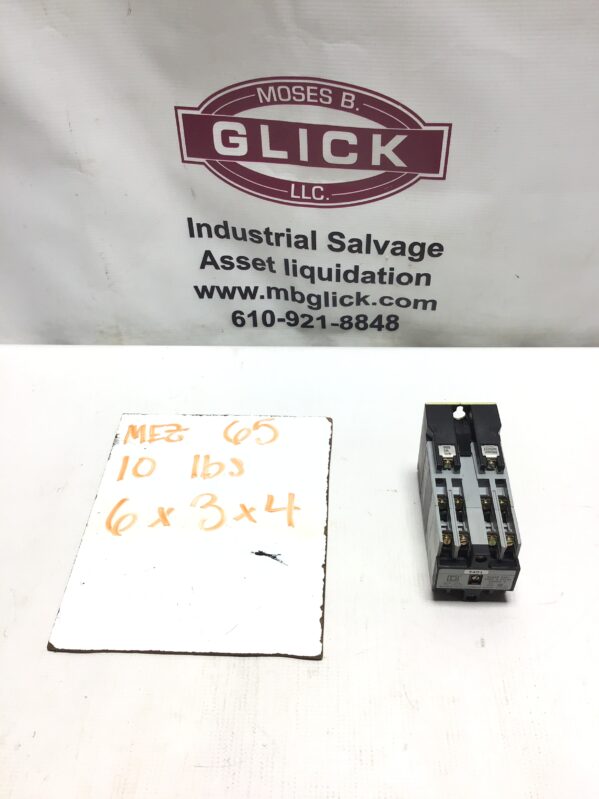 MOSES B.
GLICK
LLC.
Industrial Salvage
Asset liquidation
www.mbglick.com
610-921-8848
MEZ 65
10 lbs
6 x 3 x 4